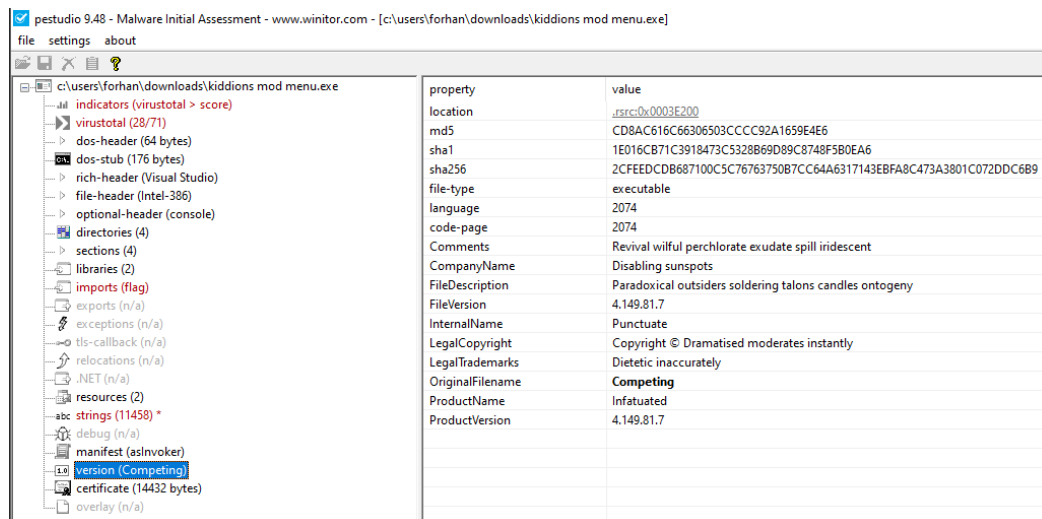 pestudio 9.48 - Malware Initial Assessment - www.winitor.com - [c:\users\forhan\downloads\kiddions mod menu.exe]
file settings about
c:\users\forhan\downloads\kiddions mod menu.exe
indicators (virustotal > score)
virustotal (28/71)
dos-header (64 bytes)
dos-stub (176 bytes)
rich-header (Visual Studio)
file-header (Intel-386)
optional-header (console)
directories (4)
sections (4)
libraries (2)
imports (flag)
exports (n/a)
exceptions (n/a)
tls-callback (n/a)
relocations (n/a)
.NET (n/a)
resources (2)
abc strings (11458) *
debug (n/a)
manifest (asInvoker)
1.0 version (Competing)
certificate (14432 bytes)
overlay (n/a)
property value
location .rsrc:0x0003E200
md5 CD8AC616C66306503CCCC92A1659E4E6
sha1 1E016CB71C3918473C5328B69D89C8748F5B0EA6
sha256 2CFEEDCDB687100C5C76763750B7CC64A6317143EBFA8C473A3801C072DDC6B9
file-type executable
language 2074
code-page 2074
Comments Revival wilful perchlorate exudate spill iridescent
CompanyName Disabling sunspots
FileDescription Paradoxical outsiders soldering talons candles ontogeny
FileVersion 4.149.81.7
InternalName Punctuate
LegalCopyright Copyright © Dramatised moderates instantly
LegalTrademarks Dietetic inaccurately
OriginalFilename Competing
ProductName Infatuated
ProductVersion 4.149.81.7